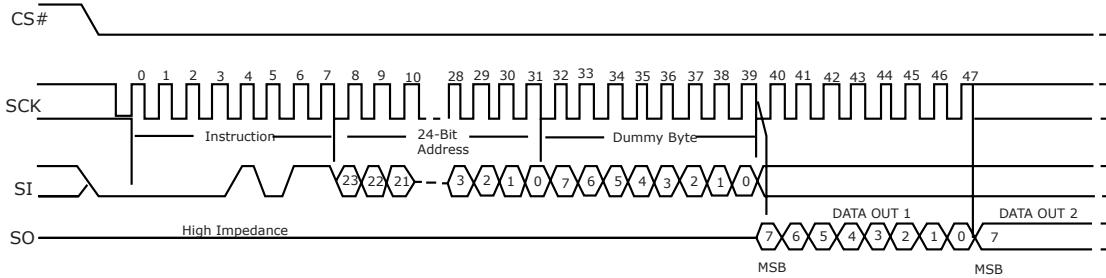 CS#
0 1 2 3 4 5 6 7 8 9 10 28 29 30 31 32 33 34 35 36 37 38 39 40 41 42 43 44 45 46 47
SCK
Instruction 24-Bit Address Dummy Byte
SI 23 22 21 3 2 1 0 7 6 5 4 3 2 1 0
DATA OUT 1 DATA OUT 2
High Impedance
SO 7 6 5 4 3 2 1 0 7
MSB MSB